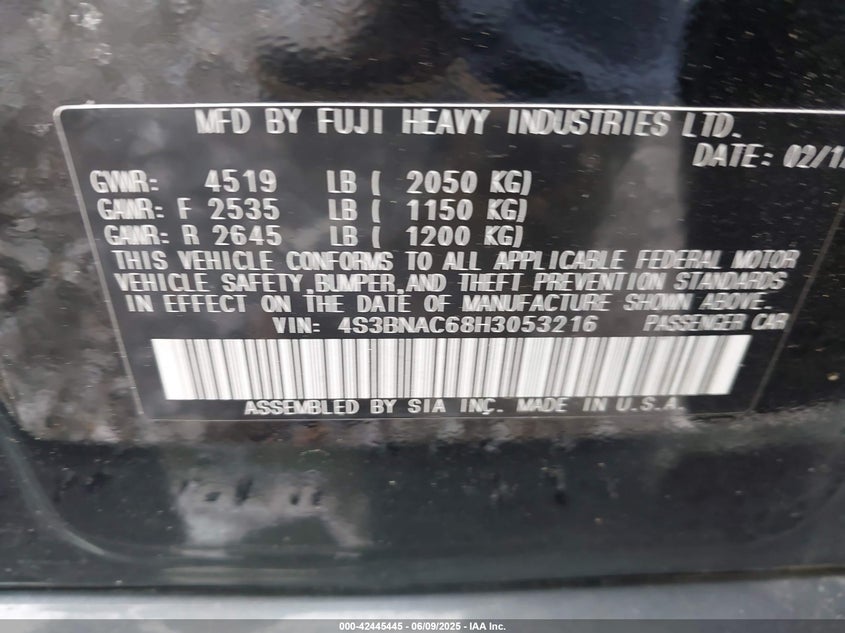 MFD BY FUJI HEAVY INDUSTRIES LTD.
DATE: 02/1
GVWR: 4519 LB ( 2050 KG)
GAWR: F 2535 LB ( 1150 KG)
GAWR: R 2645 LB ( 1200 KG)
THIS VEHICLE CONFORMS TO ALL APPLICABLE FEDERAL MOTOR
VEHICLE SAFETY,BUMPER,AND THEFT PREVENTION STANDARDS
IN EFFECT ON THE DATE OF MANUFACTURE SHOWN ABOVE.
VIN: 4S3BNAC68H3053216 PASSENGER CAR
ASSEMBLED BY SIA INC. MADE IN U.S.A.
000-42445445 | 06/09/2025 - IAA Inc.